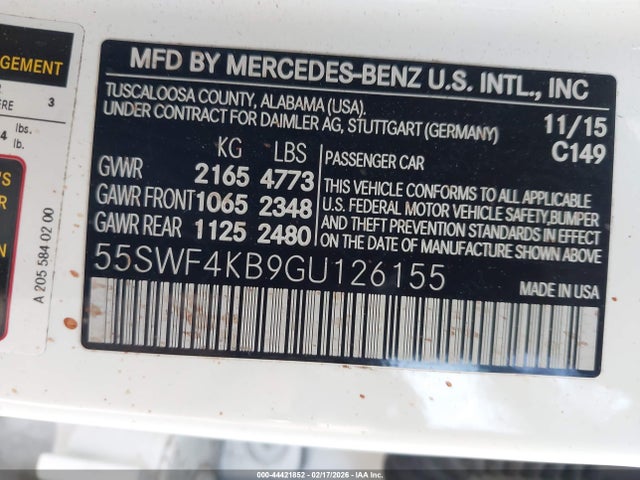 AGEMENT
ERE 3
4 lbs.
lb.
'S
R
A 205 584 02 00
MFD BY MERCEDES-BENZ U.S. INTL., INC
TUSCALOOSA COUNTY, ALABAMA (USA).
UNDER CONTRACT FOR DAIMLER AG, STUTTGART (GERMANY)
11/15
C149
KG LBS
GVWR 2165 4773
GAWR FRONT 1065 2348
GAWR REAR 1125 2480
PASSENGER CAR
THIS VEHICLE CONFORMS TO ALL APPLICABLE
U.S. FEDERAL MOTOR VEHICLE SAFETY, BUMPER
AND THEFT PREVENTION STANDARDS IN EFFECT
ON THE DATE OF MANUFACTURE SHOWN ABOVE
55SWF4KB9GU126155
MADE IN USA
000-44421852 - 02/17/2026 - IAA Inc.